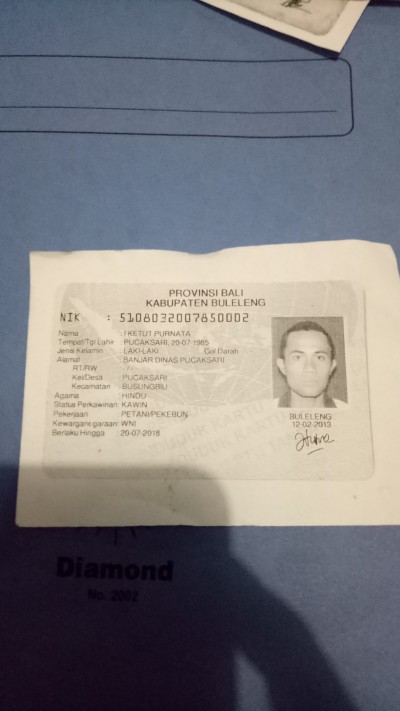 PROVINSI BALI
KABUPATEN BULELENG
NIK : 5108032007850002
Nama : I KETUT PURNATA
Tempat/Tgl Lahir : PUCAKSARI, 20-07-1985
Jenis Kelamin : LAKI-LAKI Gol Darah
Alamat : BANJAR DINAS PUCAKSARI
RT/RW : /
Kel/Desa : PUCAKSARI
Kecamatan : BUSUNGBIU
Agama : HINDU
Status Perkawinan: KAWIN
Pekerjaan : PETANI/PEKEBUN
Kewarganegaraan: WNI
Berlaku Hingga : 20-07-2018
BULELENG
12-02-2013
Diamond
No. 2002